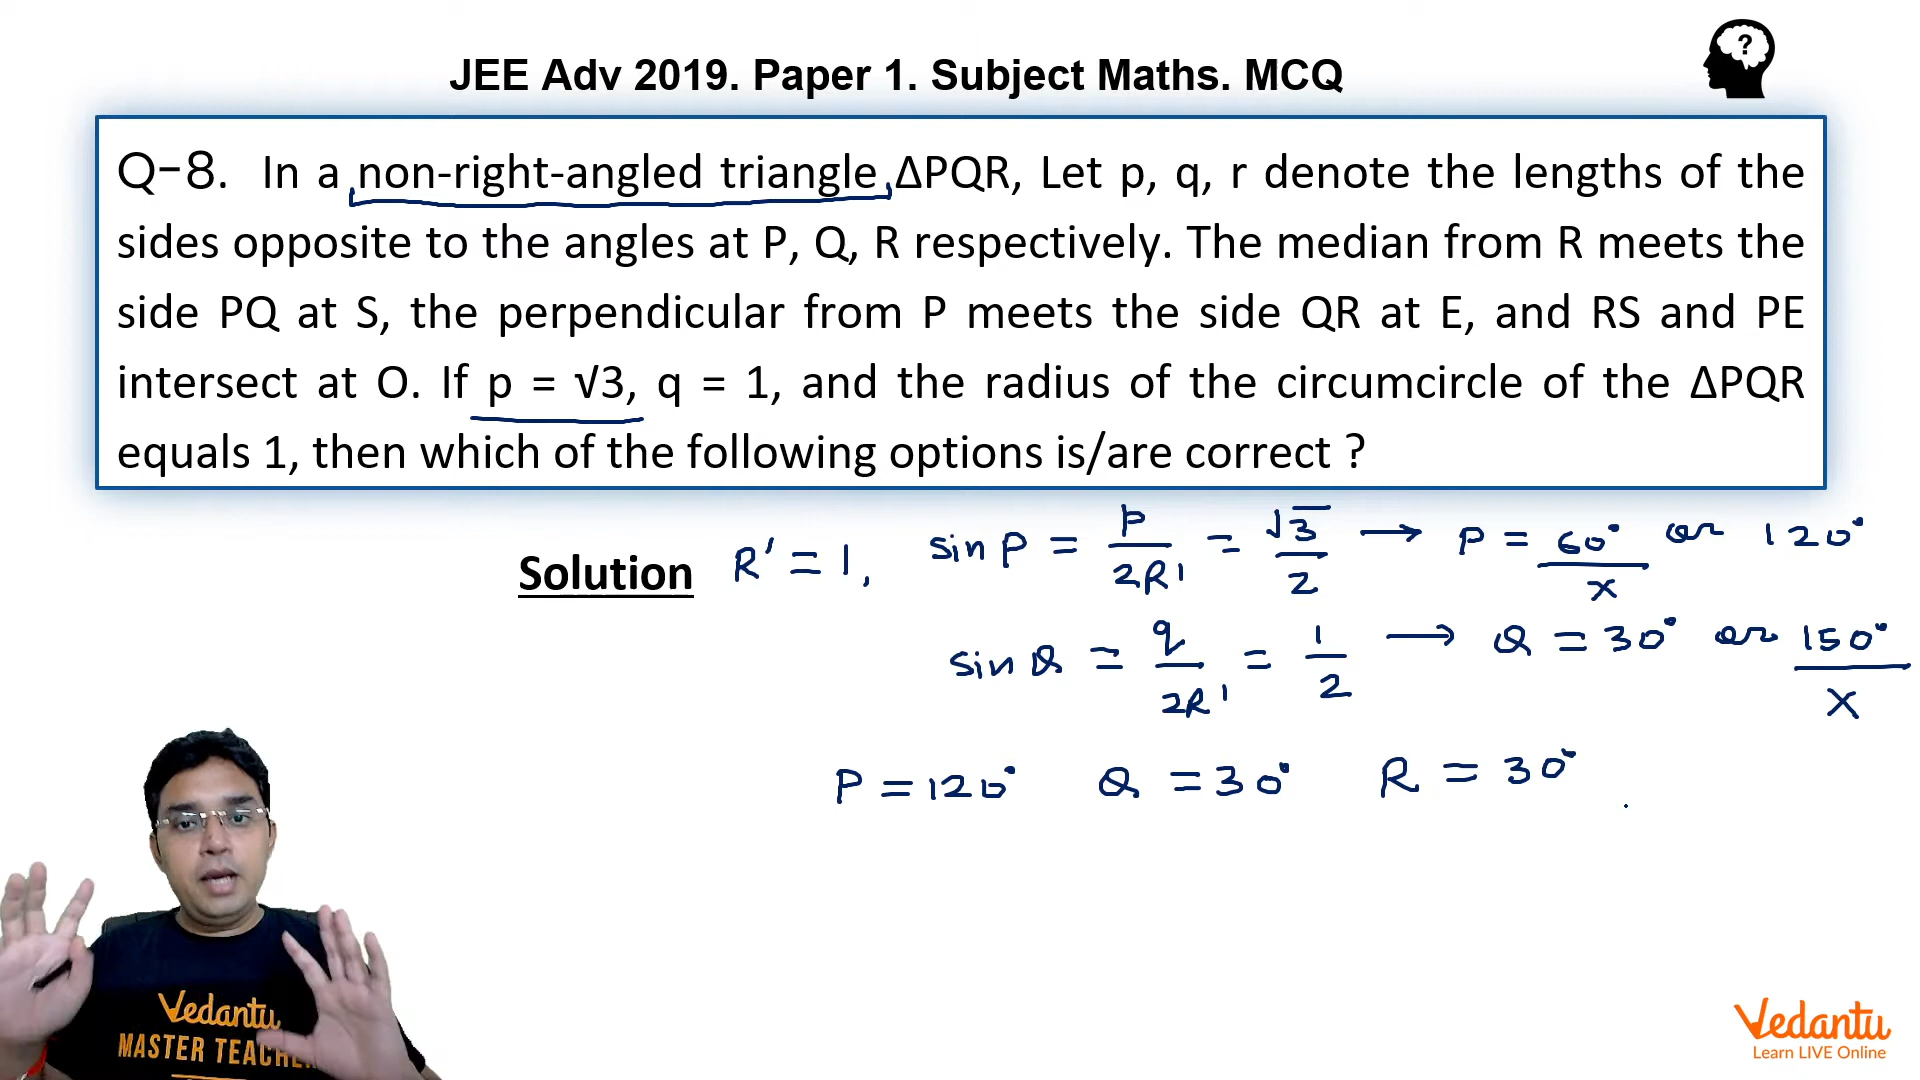 JEE Adv 2019. Paper 1. Subject Maths. MCQ
?
Q-8. In a non-right-angled triangle ΔPQR, Let p, q, r denote the lengths of the
sides opposite to the angles at P, Q, R respectively. The median from R meets the
side PQ at S, the perpendicular from P meets the side QR at E, and RS and PE
intersect at O. If p = √3, q = 1, and the radius of the circumcircle of the ΔPQR
equals 1, then which of the following options is/are correct ?
Solution R' = 1, sin P = p/2R' = √3/2 → P = 60° or 120°
x
sin Q = q/2R' = 1/2 → Q = 30° or 150°
x
P = 120° Q = 30° R = 30°
Vedantu
MASTER TEACHER
Vedantu
Learn LIVE Online